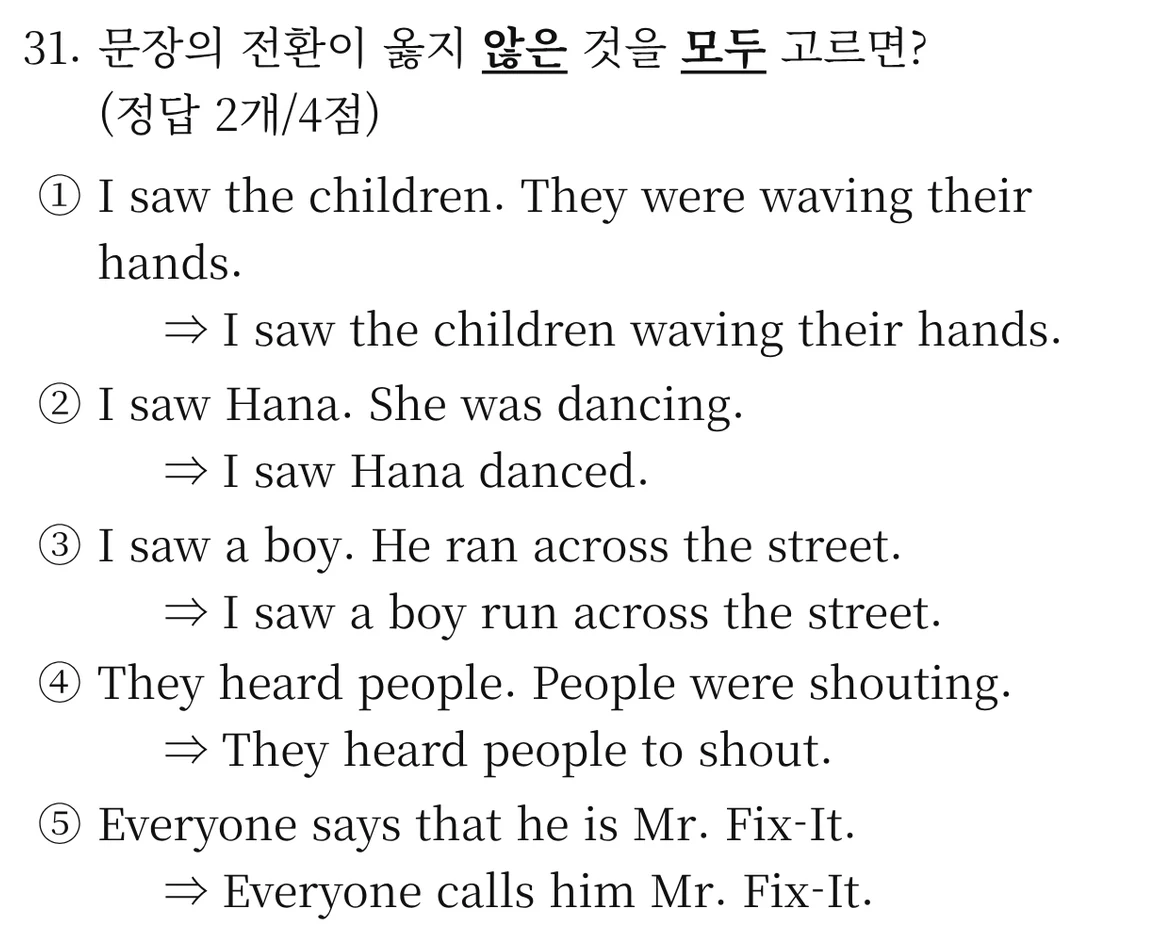 31. 문장의 전환이 옳지 않은 것을 모두 고르면?
(정답 2개/4점)
① I saw the children. They were waving their
hands.
⇒ I saw the children waving their hands.
② I saw Hana. She was dancing.
⇒ I saw Hana danced.
③ I saw a boy. He ran across the street.
⇒ I saw a boy run across the street.
④ They heard people. People were shouting.
⇒ They heard people to shout.
⑤ Everyone says that he is Mr. Fix-It.
⇒ Everyone calls him Mr. Fix-It.